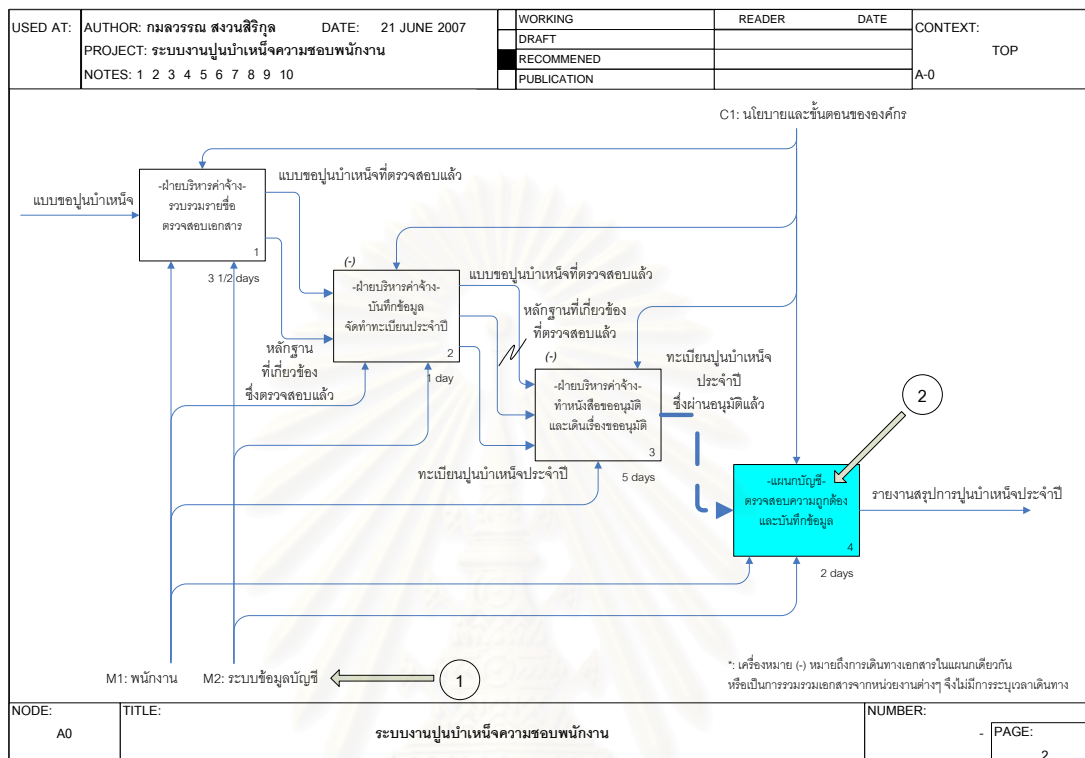 USED AT:
AUTHOR: กมลวรรณ สงวนสิริกุล DATE: 21 JUNE 2007
PROJECT: ระบบงานปูนบำเหน็จความชอบพนักงาน
NOTES: 1 2 3 4 5 6 7 8 9 10
WORKING
DRAFT
RECOMMENED
PUBLICATION
READER DATE
CONTEXT:
TOP
A-0
C1: นโยบายและขั้นตอนขององค์กร
แบบขอปูนบำเหน็จ
-ฝ่ายบริหารค่าจ้าง-
รวบรวมรายชื่อ
ตรวจสอบเอกสาร
1
3 1/2 days
แบบขอปูนบำเหน็จที่ตรวจสอบแล้ว
หลักฐาน
ที่เกี่ยวข้อง
ซึ่งตรวจสอบแล้ว
(-)
-ฝ่ายบริหารค่าจ้าง-
บันทึกข้อมูล
จัดทำทะเบียนประจำปี
2
1 day
แบบขอปูนบำเหน็จที่ตรวจสอบแล้ว
หลักฐานที่เกี่ยวข้อง
ที่ตรวจสอบแล้ว
ทะเบียนปูนบำเหน็จประจำปี
(-)
-ฝ่ายบริหารค่าจ้าง-
ทำหนังสือขออนุมัติ
และเดินเรื่องขออนุมัติ
3
5 days
ทะเบียนปูนบำเหน็จ
ประจำปี
ซึ่งผ่านอนุมัติแล้ว
2
-แผนกบัญชี-
ตรวจสอบความถูกต้อง
และบันทึกข้อมูล
4
2 days
รายงานสรุปการปูนบำเหน็จประจำปี
M1: พนักงาน
M2: ระบบข้อมูลบัญชี
1
*: เครื่องหมาย (-) หมายถึงการเดินทางเอกสารในแผนกเดียวกัน
หรือเป็นการรวมรวมเอกสารจากหน่วยงานต่างๆ จึงไม่มีการระบุเวลาเดินทาง
NODE:
A0
TITLE:
ระบบงานปูนบำเหน็จความชอบพนักงาน
NUMBER:
-
PAGE:
2